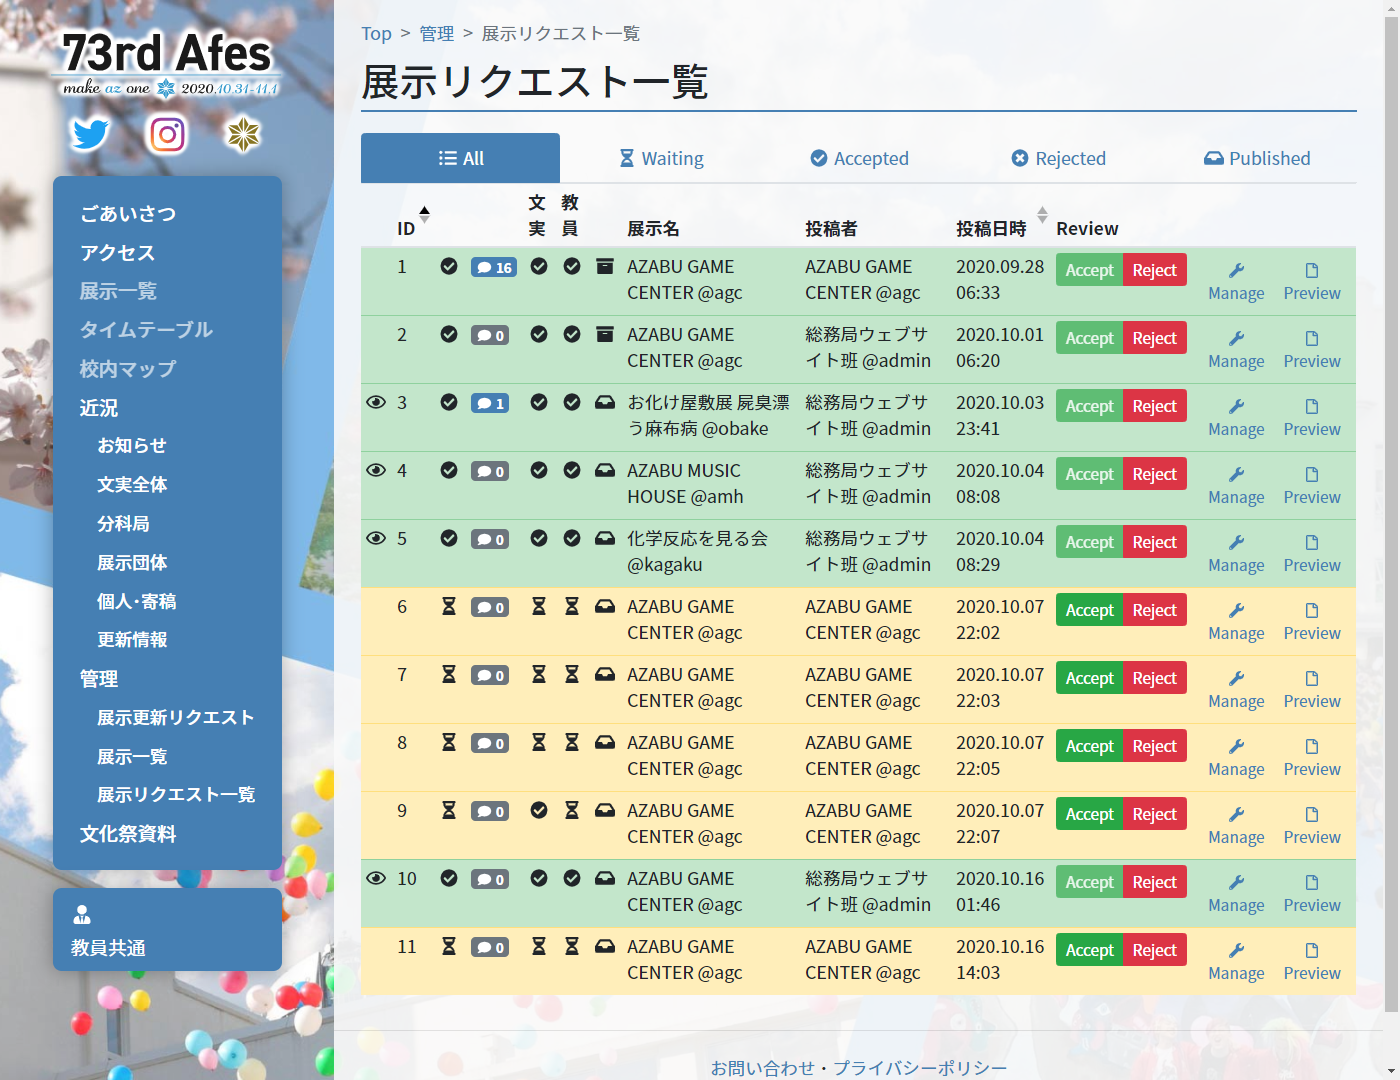 73rd Afes
make az one 2020.10.31-11.1
ごあいさつ
アクセス
展示一覧
タイムテーブル
校内マップ
近況
お知らせ
文実全体
分科局
展示団体
個人・寄稿
更新情報
管理
展示更新リクエスト
展示一覧
展示リクエスト一覧
文化祭資料
教員共通
Top > 管理 > 展示リクエスト一覧
展示リクエスト一覧
All Waiting Accepted Rejected Published
文 教
ID 実 員 展示名 投稿者 投稿日時 Review
1 16 AZABU GAME AZABU GAME 2020.09.28 Accept Reject
CENTER @agc CENTER @agc 06:33 Manage Preview
2 0 AZABU GAME 総務局ウェブサ 2020.10.01 Accept Reject
CENTER @agc イト班 @admin 06:20 Manage Preview
3 1 お化け屋敷展 屍臭漂 総務局ウェブサ 2020.10.03 Accept Reject
う麻布病 @obake イト班 @admin 23:41 Manage Preview
4 0 AZABU MUSIC 総務局ウェブサ 2020.10.04 Accept Reject
HOUSE @amh イト班 @admin 08:08 Manage Preview
5 0 化学反応を見る会 総務局ウェブサ 2020.10.04 Accept Reject
@kagaku イト班 @admin 08:29 Manage Preview
6 0 AZABU GAME AZABU GAME 2020.10.07 Accept Reject
CENTER @agc CENTER @agc 22:02 Manage Preview
7 0 AZABU GAME AZABU GAME 2020.10.07 Accept Reject
CENTER @agc CENTER @agc 22:03 Manage Preview
8 0 AZABU GAME AZABU GAME 2020.10.07 Accept Reject
CENTER @agc CENTER @agc 22:05 Manage Preview
9 0 AZABU GAME AZABU GAME 2020.10.07 Accept Reject
CENTER @agc CENTER @agc 22:07 Manage Preview
10 0 AZABU GAME 総務局ウェブサ 2020.10.16 Accept Reject
CENTER @agc イト班 @admin 01:46 Manage Preview
11 0 AZABU GAME AZABU GAME 2020.10.16 Accept Reject
CENTER @agc CENTER @agc 14:03 Manage Preview
お問い合わせ・プライバシーポリシー